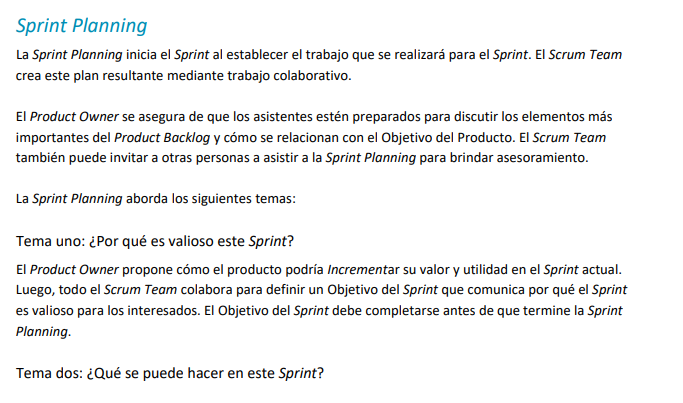 Sprint Planning
La Sprint Planning inicia el Sprint al establecer el trabajo que se realizará para el Sprint. El Scrum Team
crea este plan resultante mediante trabajo colaborativo.
El Product Owner se asegura de que los asistentes estén preparados para discutir los elementos más
importantes del Product Backlog y cómo se relacionan con el Objetivo del Producto. El Scrum Team
también puede invitar a otras personas a asistir a la Sprint Planning para brindar asesoramiento.
La Sprint Planning aborda los siguientes temas:
Tema uno: ¿Por qué es valioso este Sprint?
El Product Owner propone cómo el producto podría Incrementar su valor y utilidad en el Sprint actual.
Luego, todo el Scrum Team colabora para definir un Objetivo del Sprint que comunica por qué el Sprint
es valioso para los interesados. El Objetivo del Sprint debe completarse antes de que termine la Sprint
Planning.
Tema dos: ¿Qué se puede hacer en este Sprint?